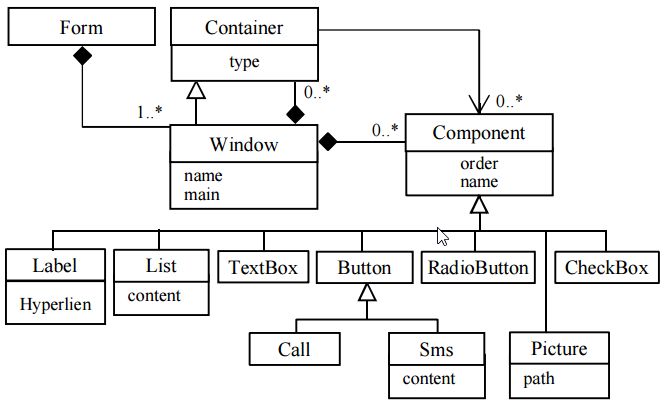 Form
Container
type
0..*
0..*
1..*
Window
name
main
0..*
Component
order
name
Label
Hyperlien
List
content
TextBox
Button
RadioButton
CheckBox
Call
Sms
content
Picture
path